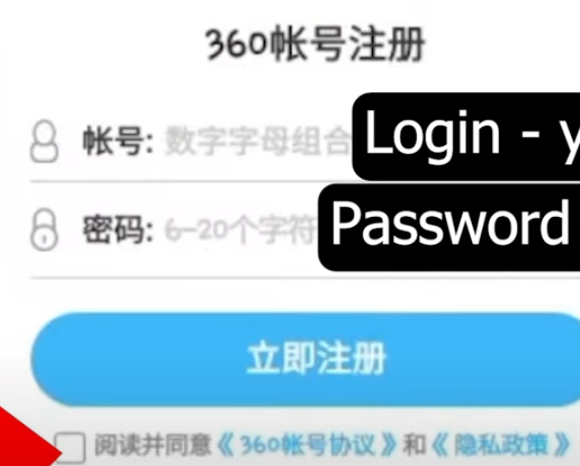 360帐号注册
帐号: 数字字母组合 Login - y
密码: 6-20个字符 Password
立即注册
阅读并同意《360帐号协议》和《隐私政策》